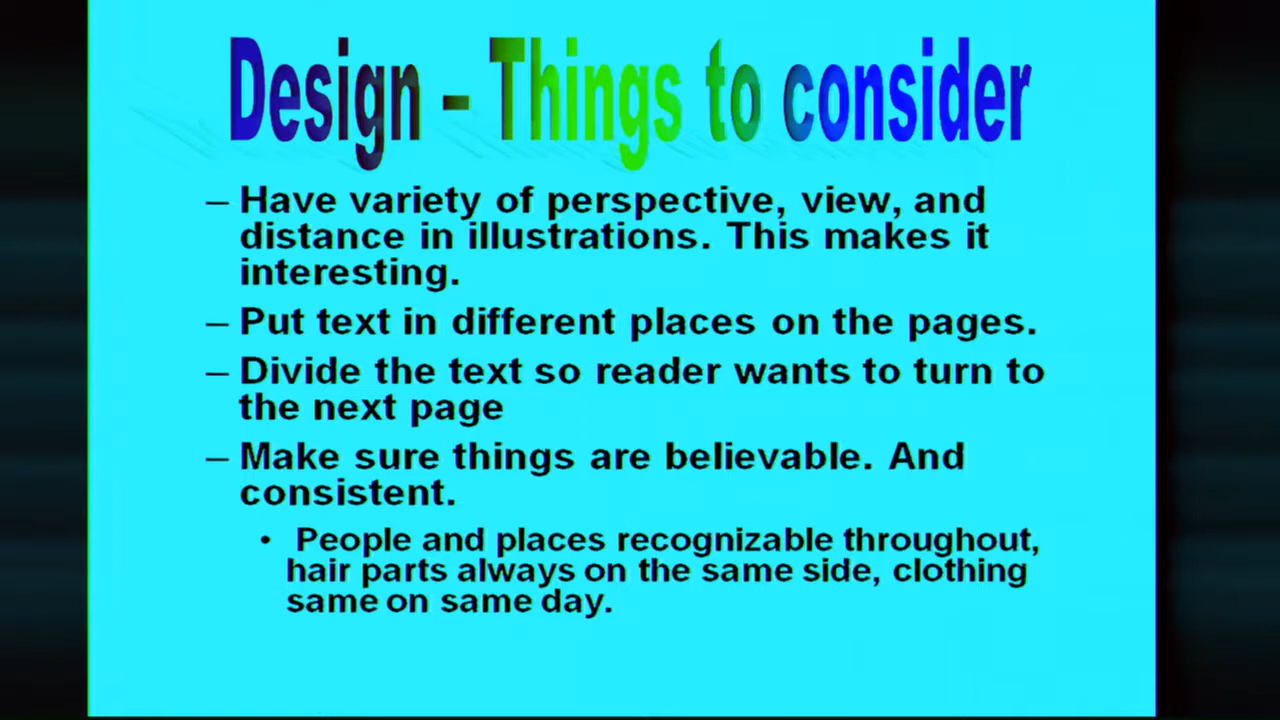 Design – Things to consider
– Have variety of perspective, view, and
distance in illustrations. This makes it
interesting.
– Put text in different places on the pages.
– Divide the text so reader wants to turn to
the next page
– Make sure things are believable. And
consistent.
• People and places recognizable throughout,
hair parts always on the same side, clothing
same on same day.